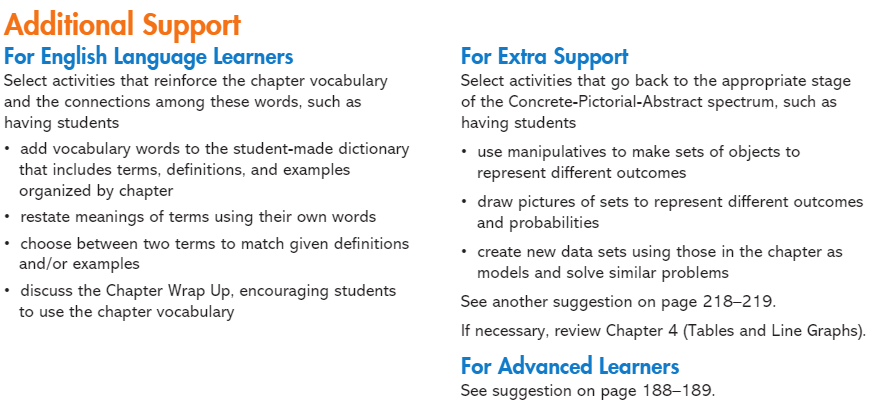 Additional Support
For English Language Learners
Select activities that reinforce the chapter vocabulary
and the connections among these words, such as
having students
• add vocabulary words to the student-made dictionary
that includes terms, definitions, and examples
organized by chapter
• restate meanings of terms using their own words
• choose between two terms to match given definitions
and/or examples
• discuss the Chapter Wrap Up, encouraging students
to use the chapter vocabulary
For Extra Support
Select activities that go back to the appropriate stage
of the Concrete-Pictorial-Abstract spectrum, such as
having students
• use manipulatives to make sets of objects to
represent different outcomes
• draw pictures of sets to represent different outcomes
and probabilities
• create new data sets using those in the chapter as
models and solve similar problems
See another suggestion on page 218–219.
If necessary, review Chapter 4 (Tables and Line Graphs).
For Advanced Learners
See suggestion on page 188–189.